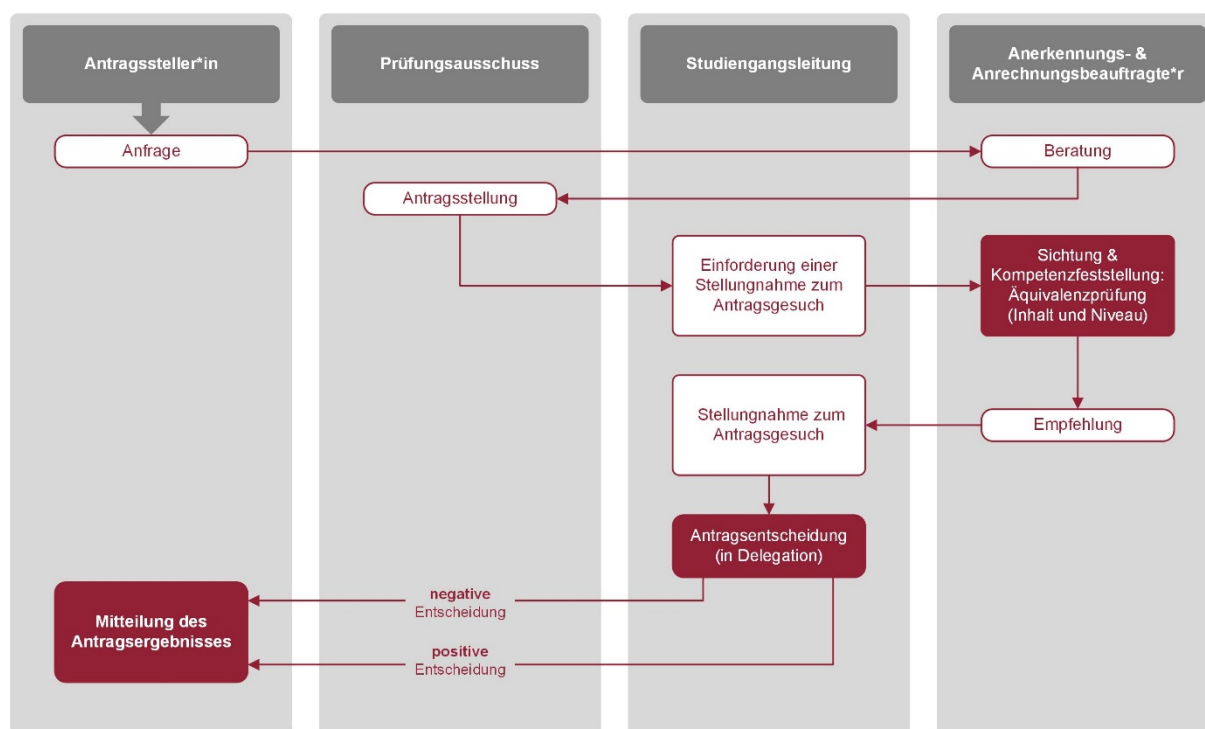 Antragssteller*in
Prüfungsausschuss
Studiengangsleitung
Anerkennungs- &
Anrechnungsbeauftragte*r
Anfrage
Beratung
Antragsstellung
Einforderung einer
Stellungnahme zum
Antragsgesuch
Sichtung &
Kompetenzfeststellung:
Äquivalenzprüfung
(Inhalt und Niveau)
Stellungnahme zum
Antragsgesuch
Empfehlung
Antragsentscheidung
(in Delegation)
negative
Entscheidung
Mitteilung des
Antragsergebnisses
positive
Entscheidung